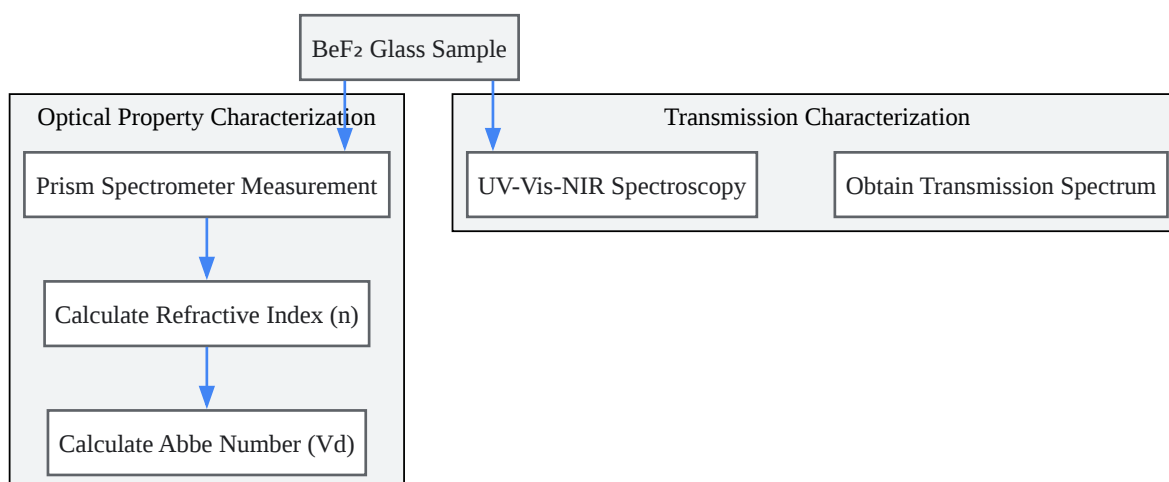 BeF₂ Glass Sample
Optical Property Characterization
Prism Spectrometer Measurement
Calculate Refractive Index (n)
Calculate Abbe Number (Vd)
Transmission Characterization
UV-Vis-NIR Spectroscopy
Obtain Transmission Spectrum